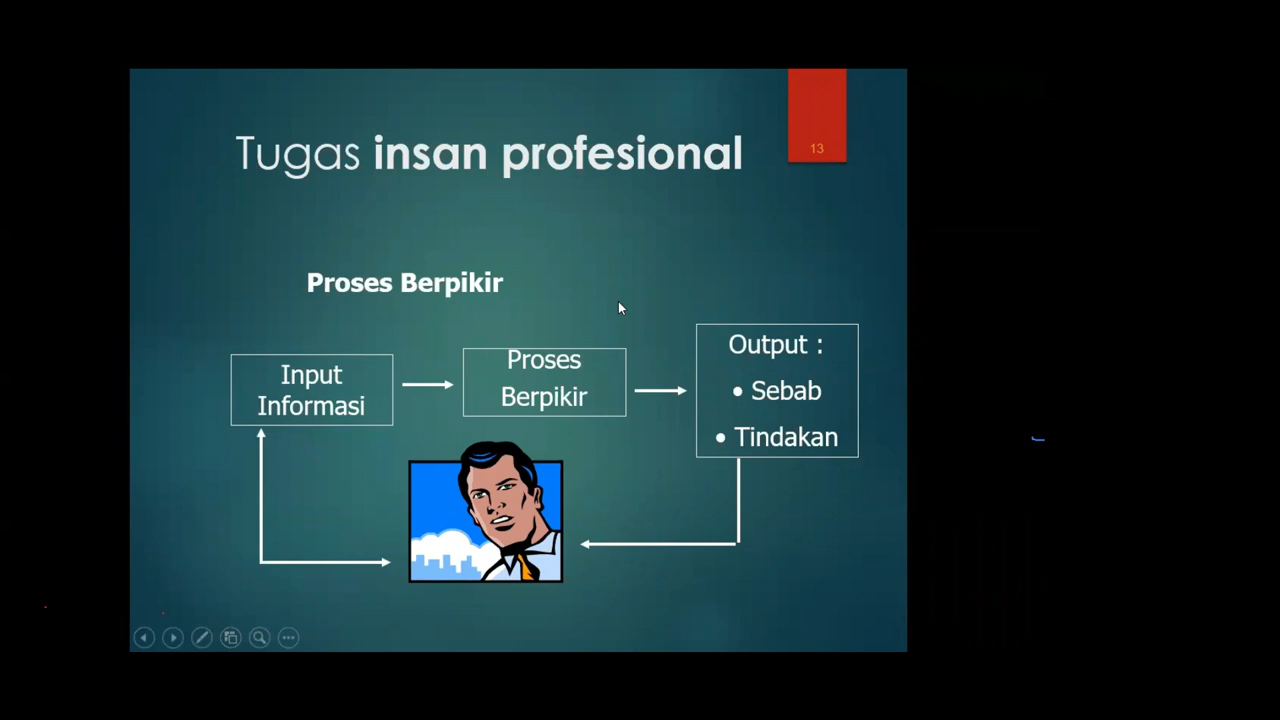 Tugas insan profesional
13
Proses Berpikir
Input
Informasi
Proses
Berpikir
Output :
• Sebab
• Tindakan